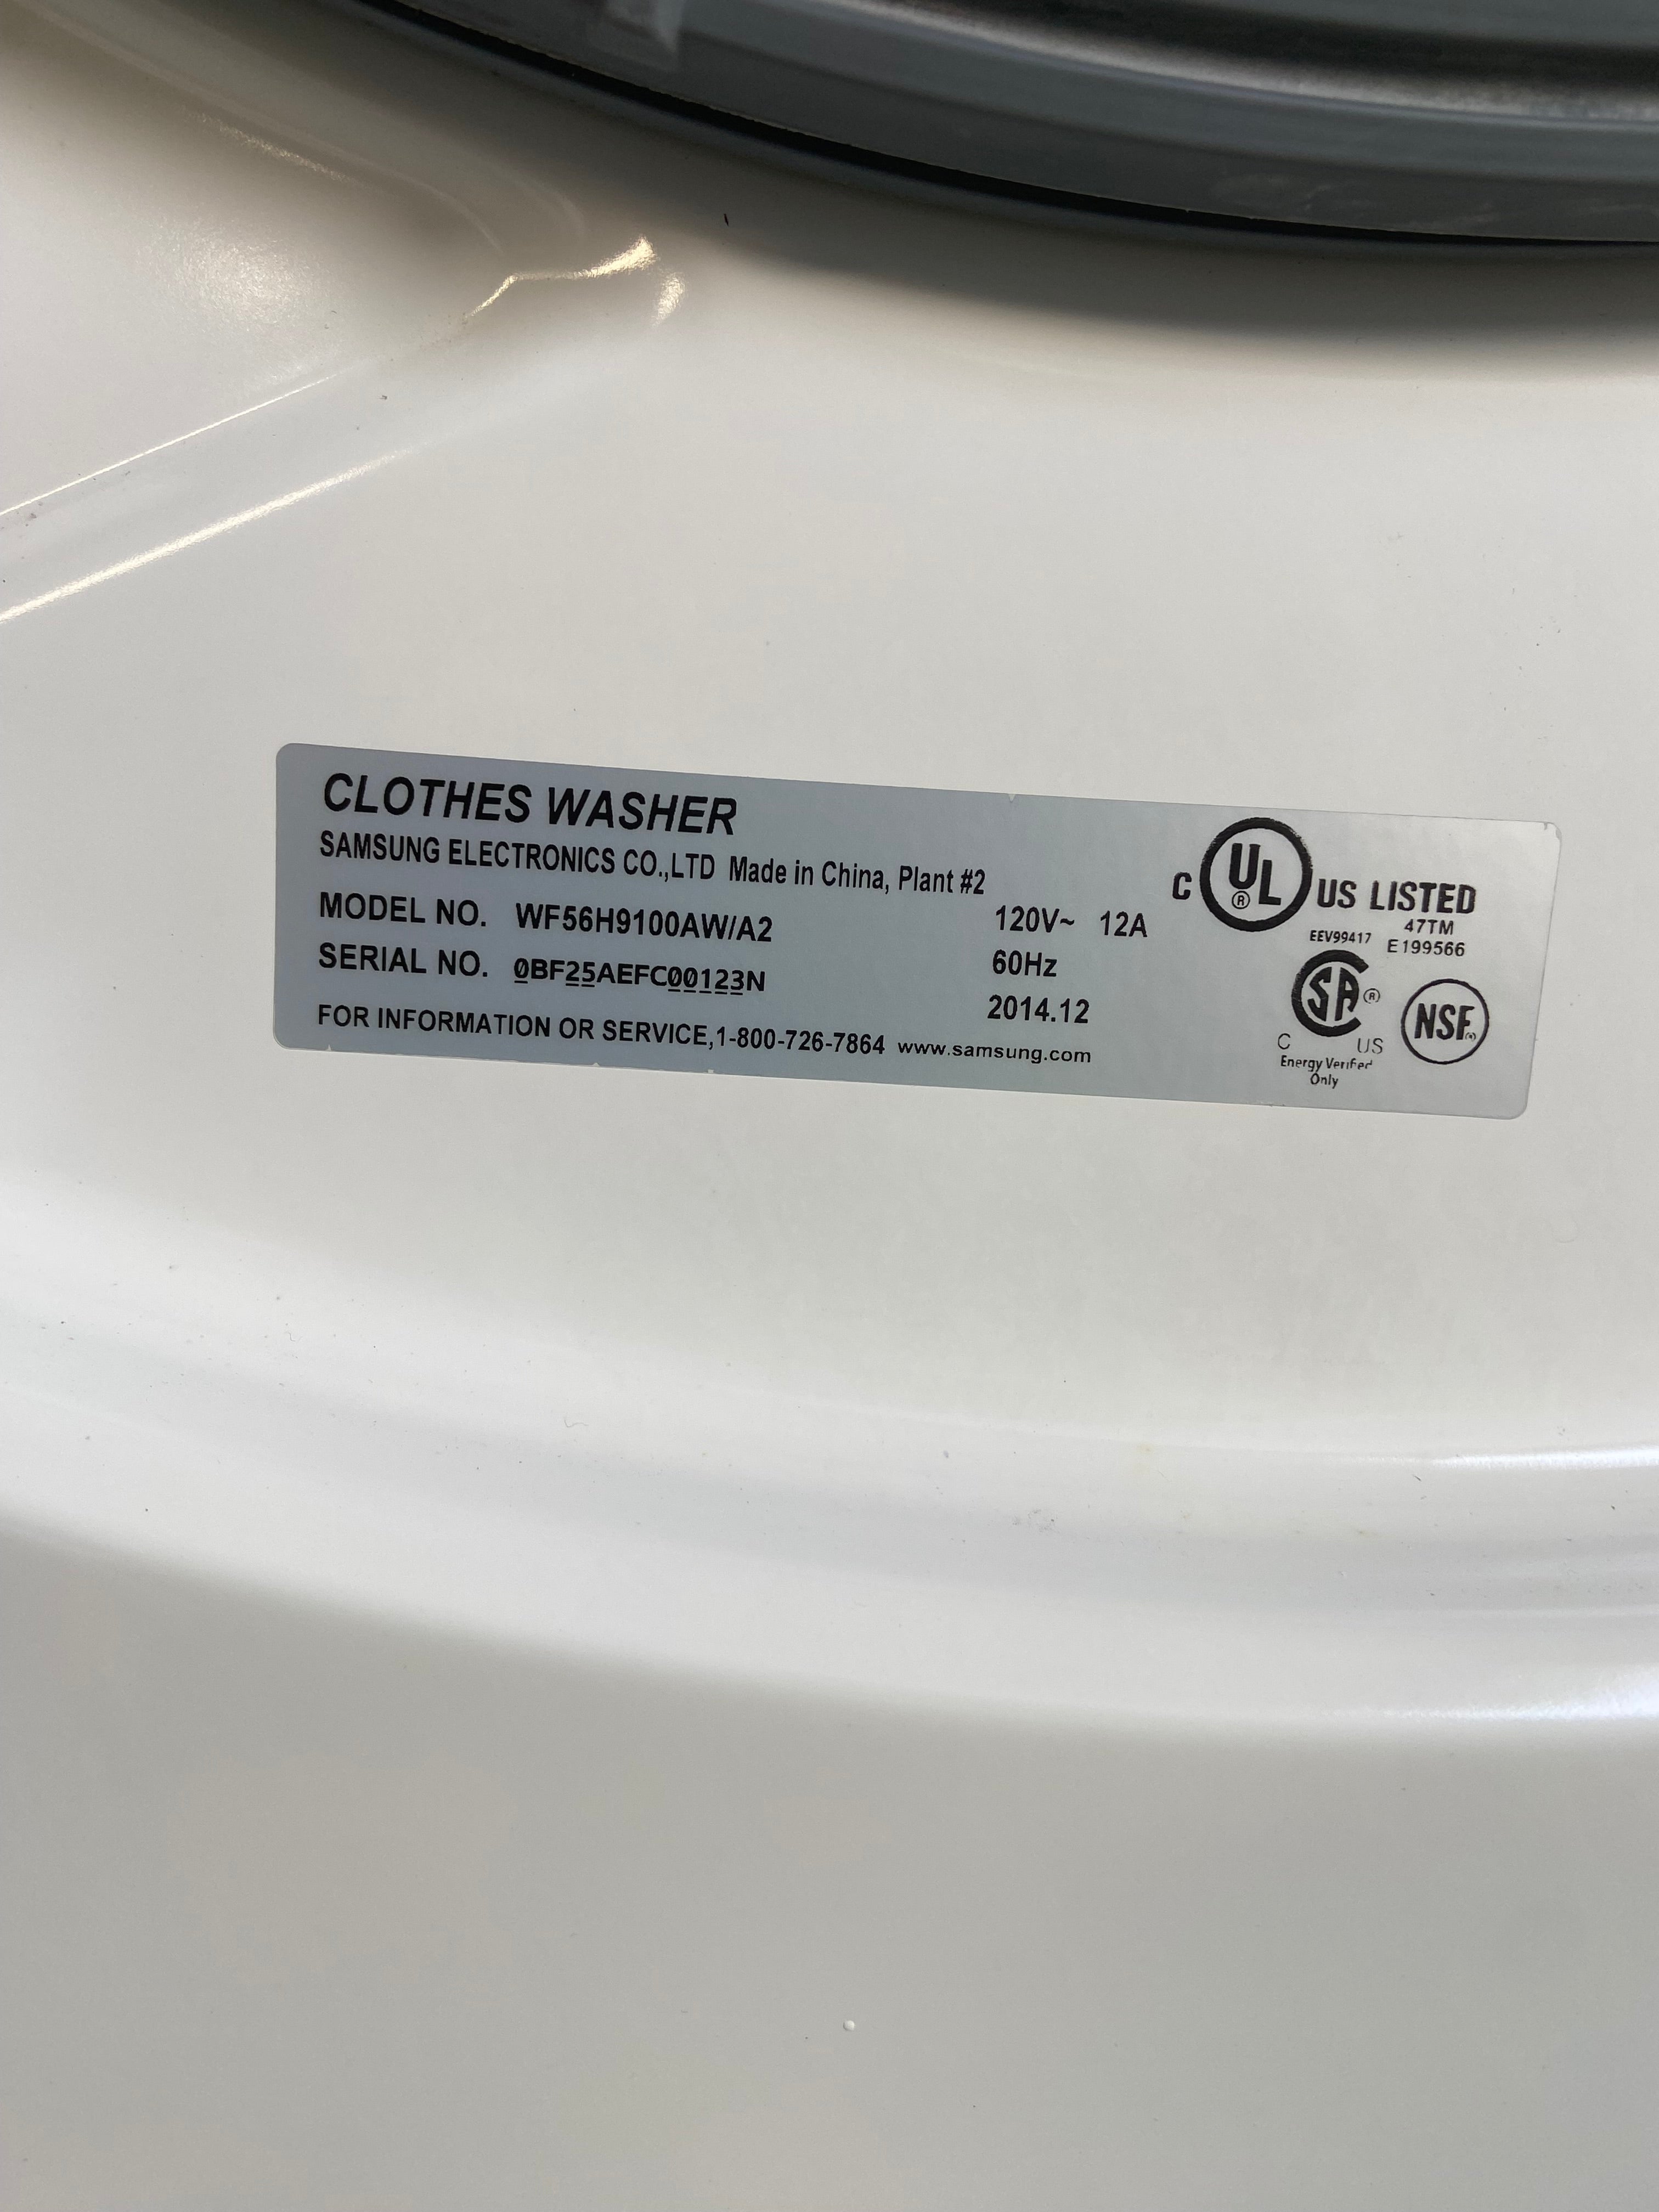 CLOTHES WASHER
SAMSUNG ELECTRONICS CO.,LTD Made in China, Plant #2
MODEL NO. WF56H9100AW/A2 120V~ 12A
SERIAL NO. 0BF25AEFC00123N 60Hz
2014.12
FOR INFORMATION OR SERVICE,1-800-726-7864 www.samsung.com
C UL ® US LISTED
47TM
EEV99417 E199566
SA ®
C US
Energy Verified
Only
NSF®